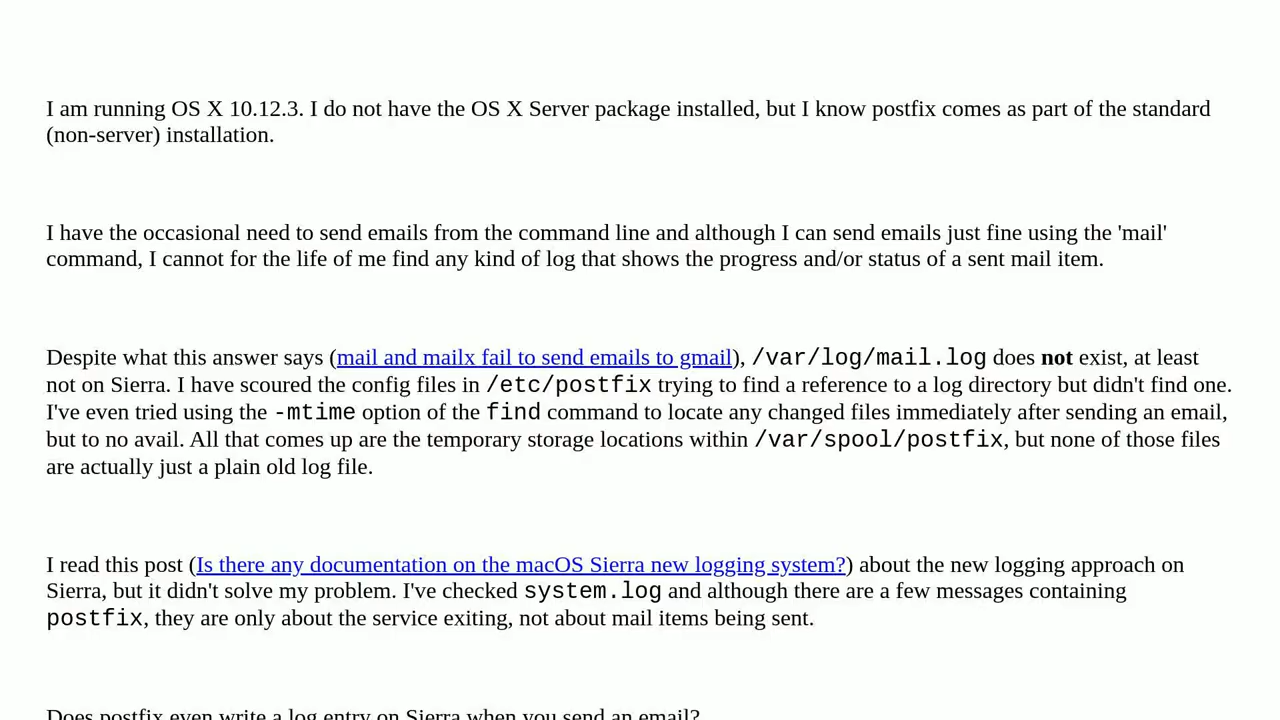 I am running OS X 10.12.3. I do not have the OS X Server package installed, but I know postfix comes as part of the standard
(non-server) installation.
I have the occasional need to send emails from the command line and although I can send emails just fine using the 'mail'
command, I cannot for the life of me find any kind of log that shows the progress and/or status of a sent mail item.
Despite what this answer says (mail and mailx fail to send emails to gmail), /var/log/mail.log does not exist, at least
not on Sierra. I have scoured the config files in /etc/postfix trying to find a reference to a log directory but didn't find one.
I've even tried using the -mtime option of the find command to locate any changed files immediately after sending an email,
but to no avail. All that comes up are the temporary storage locations within /var/spool/postfix, but none of those files
are actually just a plain old log file.
I read this post (Is there any documentation on the macOS Sierra new logging system?) about the new logging approach on
Sierra, but it didn't solve my problem. I've checked system.log and although there are a few messages containing
postfix, they are only about the service exiting, not about mail items being sent.
Does postfix even write a log entry on Sierra when you send an email?